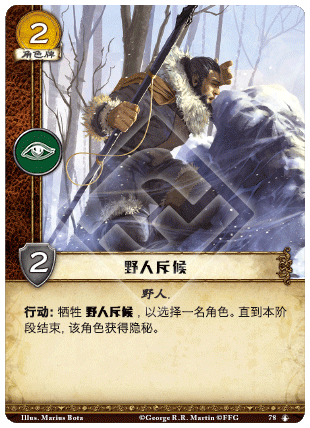 2
角色牌
2
野人斥候
野人.
行动: 牺牲 野人斥候 , 以选择一名角色。直到本阶
段结束, 该角色获得隐秘。
Illus. Marius Bota ©George R.R. Martin ©FFG 78